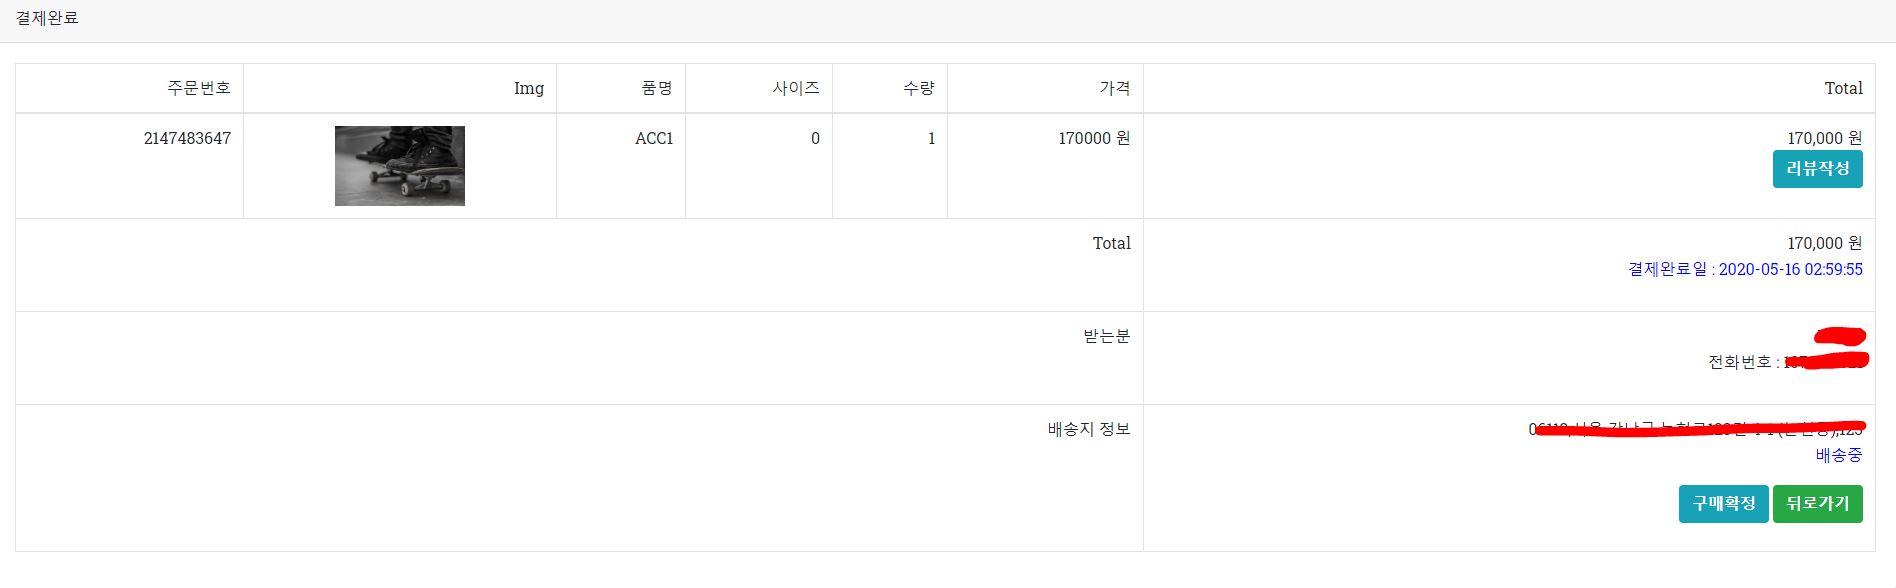 결제완료
주문번호 Img 품명 사이즈 수량 가격 Total
2147483647 ACC1 0 1 170000 원 170,000 원
리뷰작성
Total 170,000 원
결제완료일 : 2020-05-16 02:59:55
받는분
전화번호 :
배송지 정보
배송중
구매확정 뒤로가기